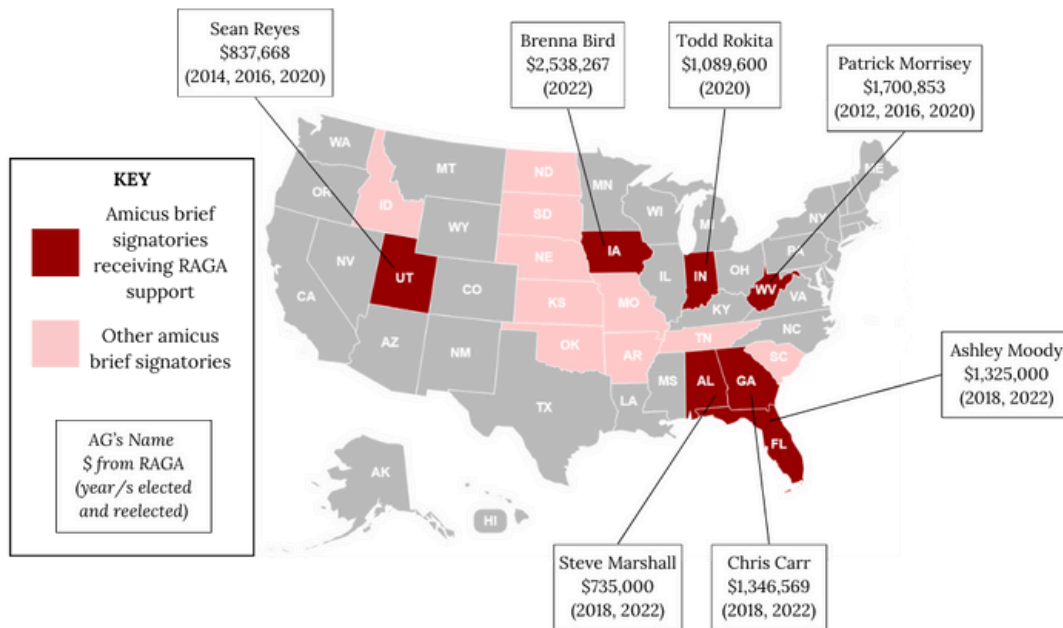 Sean Reyes
$837,668
(2014, 2016, 2020)
Brenna Bird
$2,538,267
(2022)
Todd Rokita
$1,089,600
(2020)
Patrick Morrisey
$1,700,853
(2012, 2016, 2020)
KEY
Amicus brief
signatories
receiving RAGA
support
Other amicus
brief signatories
AG's Name
$ from RAGA
(year/s elected
and reelected)
WA
OR
ID
MT
WY
NV
UT
CA
AZ
CO
NM
ND
SD
NE
KS
OK
TX
MN
IA
MO
AR
LA
WI
IL
MI
IN
OH
KY
TN
MS
AL
GA
FL
SC
NC
VA
WV
PA
NY
ME
AK
HI
Ashley Moody
$1,325,000
(2018, 2022)
Steve Marshall
$735,000
(2018, 2022)
Chris Carr
$1,346,569
(2018, 2022)